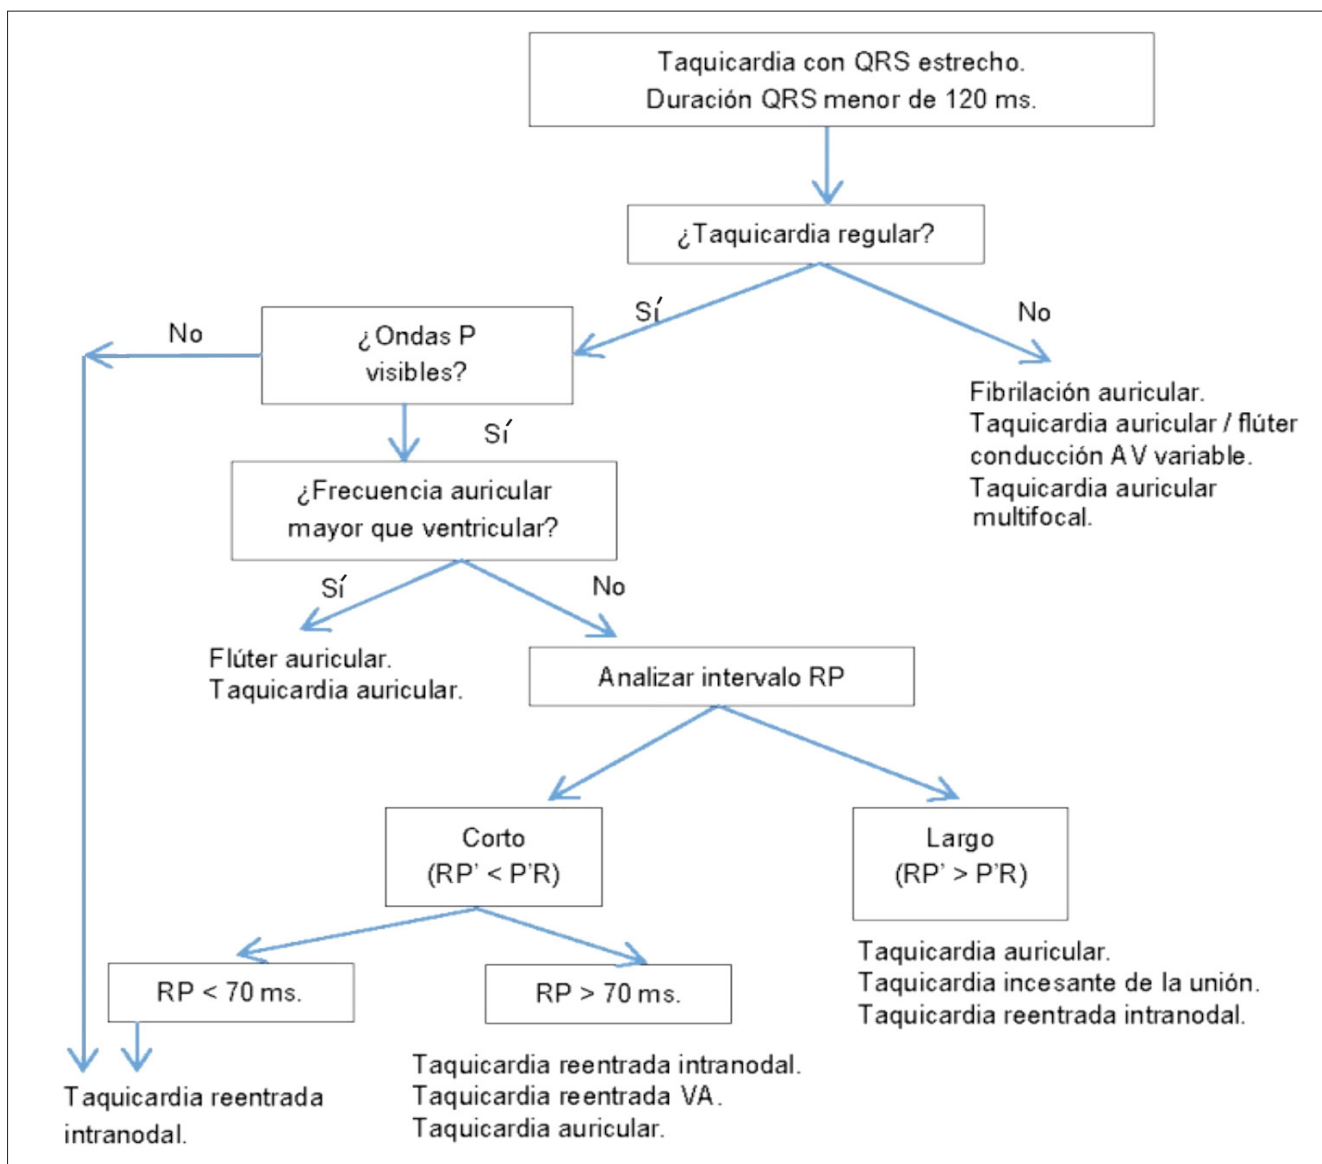 Taquicardia con QRS estrecho.
Duración QRS menor de 120 ms.
¿Taquicardia regular?
Sí
No
No
¿Ondas P
visibles?
Fibrilación auricular.
Taquicardia auricular / flúter
conducción AV variable.
Taquicardia auricular
multifocal.
Sí
¿Frecuencia auricular
mayor que ventricular?
Sí
No
Flúter auricular.
Taquicardia auricular.
Analizar intervalo RP
Corto
(RP' < P'R)
Largo
(RP' > P'R)
Taquicardia auricular.
Taquicardia incesante de la unión.
Taquicardia reentrada intranodal.
RP < 70 ms.
RP > 70 ms.
Taquicardia reentrada
intranodal.
Taquicardia reentrada intranodal.
Taquicardia reentrada VA.
Taquicardia auricular.